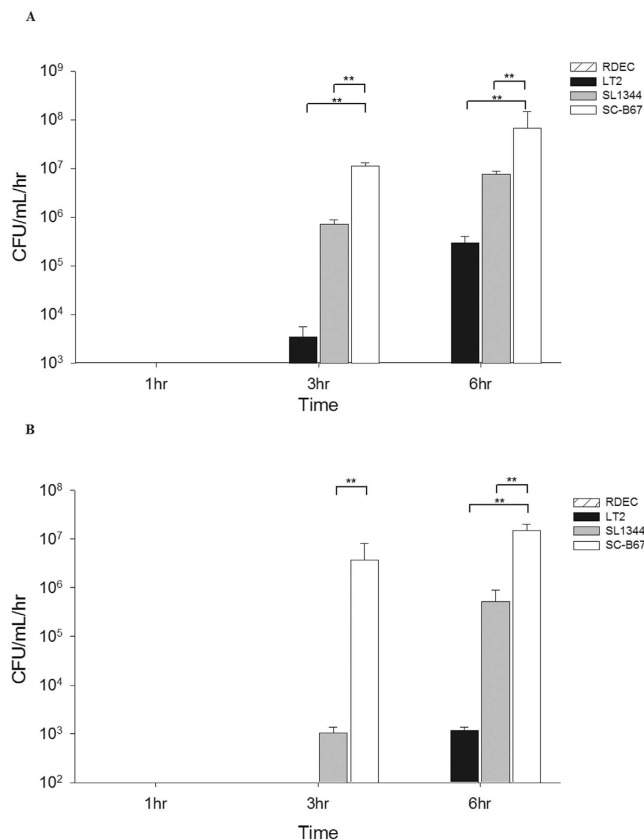 A
10⁹
10⁸
10⁷
10⁶
10⁵
10⁴
10³
CFU/mL/hr
** ** ** **
RDEC
LT2
SL1344
SC-B67
1hr 3hr 6hr
Time
B
10⁸
10⁷
10⁶
10⁵
10⁴
10³
10²
CFU/mL/hr
** ** **
RDEC
LT2
SL1344
SC-B67
1hr 3hr 6hr
Time